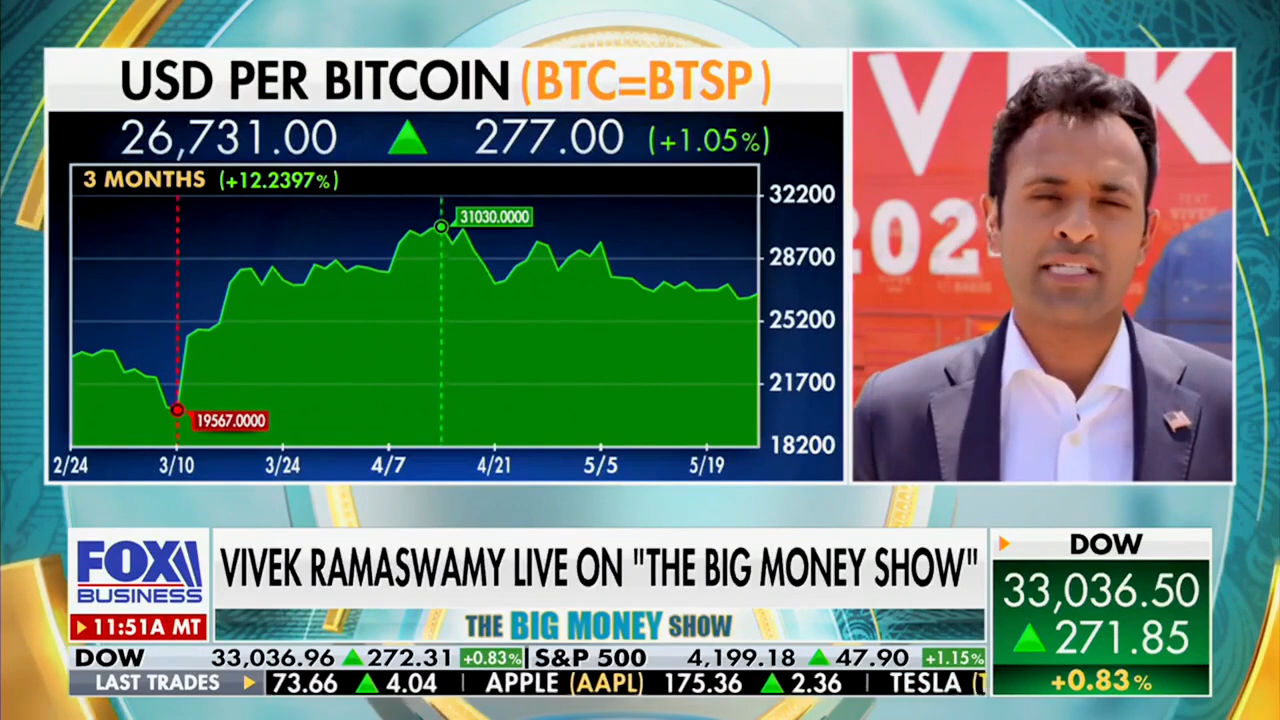 USD PER BITCOIN (BTC=BTSP)
26,731.00 277.00 (+1.05%)
3 MONTHS (+12.2397%)
31030.0000
19567.0000
32200
28700
25200
21700
18200
2/24 3/10 3/24 4/7 4/21 5/5 5/19
V EK
202
TEXT
VIVEK
FOX
BUSINESS
11:51A MT
VIVEK RAMASWAMY LIVE ON "THE BIG MONEY SHOW"
THE BIG MONEY SHOW
DOW
33,036.50
271.85
+0.83%
DOW 33,036.96 272.31 +0.83% S&P 500 4,199.18 47.90 +1.15%
LAST TRADES 73.66 4.04 APPLE (AAPL) 175.36 2.36 TESLA (T